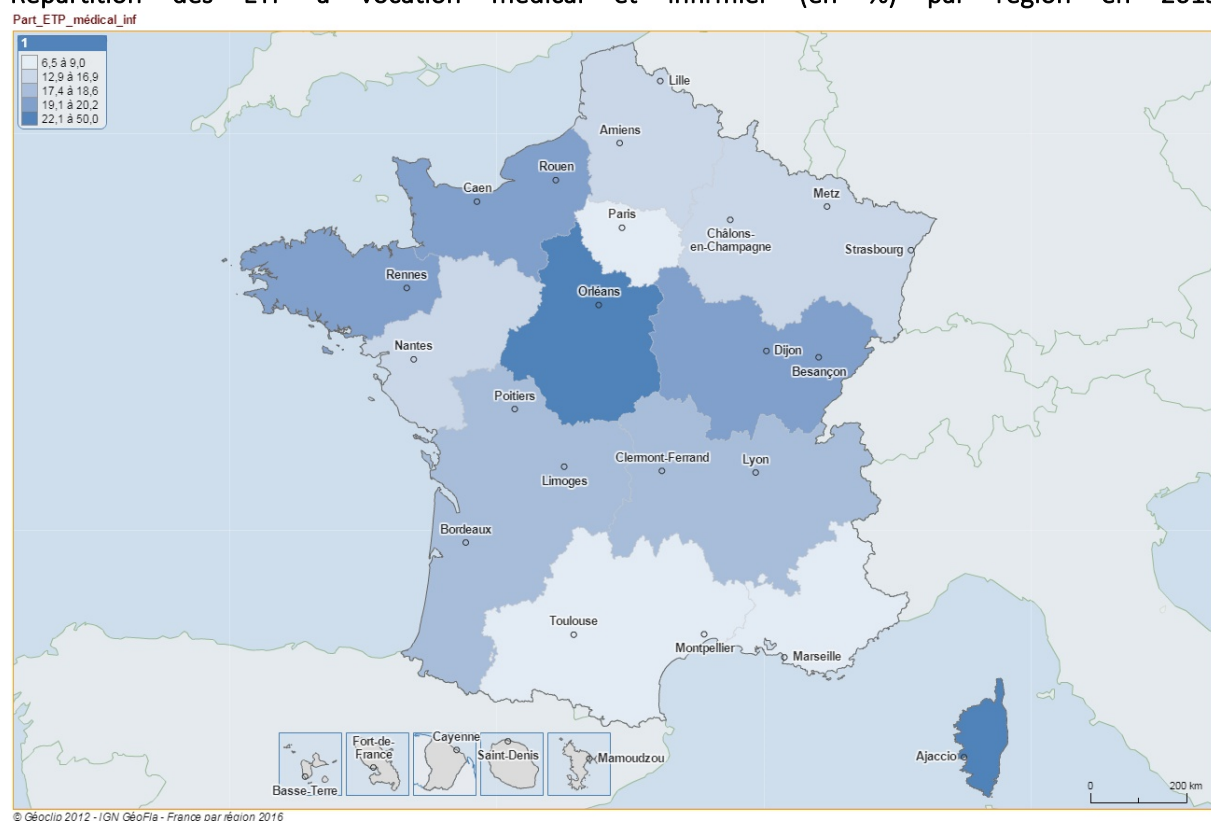 Répartition des ETP à vocation médical et infirmier (en %) par région en 2015
Part_ETP_médical_inf
1
6,5 à 9,0
12,9 à 16,9
17,4 à 18,6
19,1 à 20,2
22,1 à 50,0
Lille
Amiens
Rouen
Caen
Metz
Paris
Châlons-
en-Champagne
Strasbourg
Rennes
Orléans
Nantes
Dijon
Besançon
Poitiers
Clermont-Ferrand
Lyon
Limoges
Bordeaux
Toulouse
Montpellier
Marseille
Ajaccio
Basse-Terre
Fort-de-
France
Cayenne
Saint-Denis
Mamoudzou
0
200 km
© Géoclip 2012 - IGN GéoFla - France par région 2016